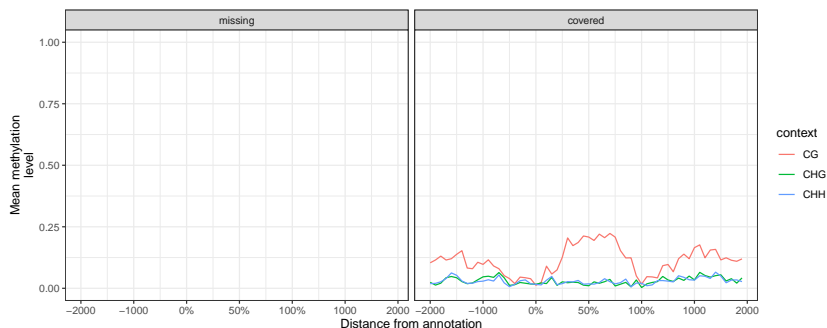 missing
covered
1.00
0.75
0.50
0.25
0.00
Mean methylation
level
−2000 −1000 0% 50% 100% 1000 2000
−2000 −1000 0% 50% 100% 1000 2000
Distance from annotation
context
CG
CHG
CHH